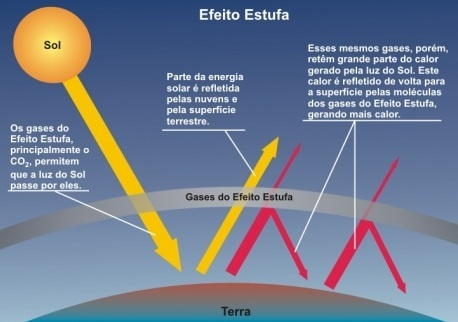 Efeito Estufa
Sol
Os gases do
Efeito Estufa,
principalmente o
CO₂, permitem
que a luz do Sol
passe por eles.
Parte da energia
solar é refletida
pelas nuvens e
pela superfície
terrestre.
Esses mesmos gases, porém,
retêm grande parte do calor
gerado pela luz do Sol. Este
calor é refletido de volta para
a superfície pelas moléculas
dos gases do Efeito Estufa,
gerando mais calor.
Gases do Efeito Estufa
Terra